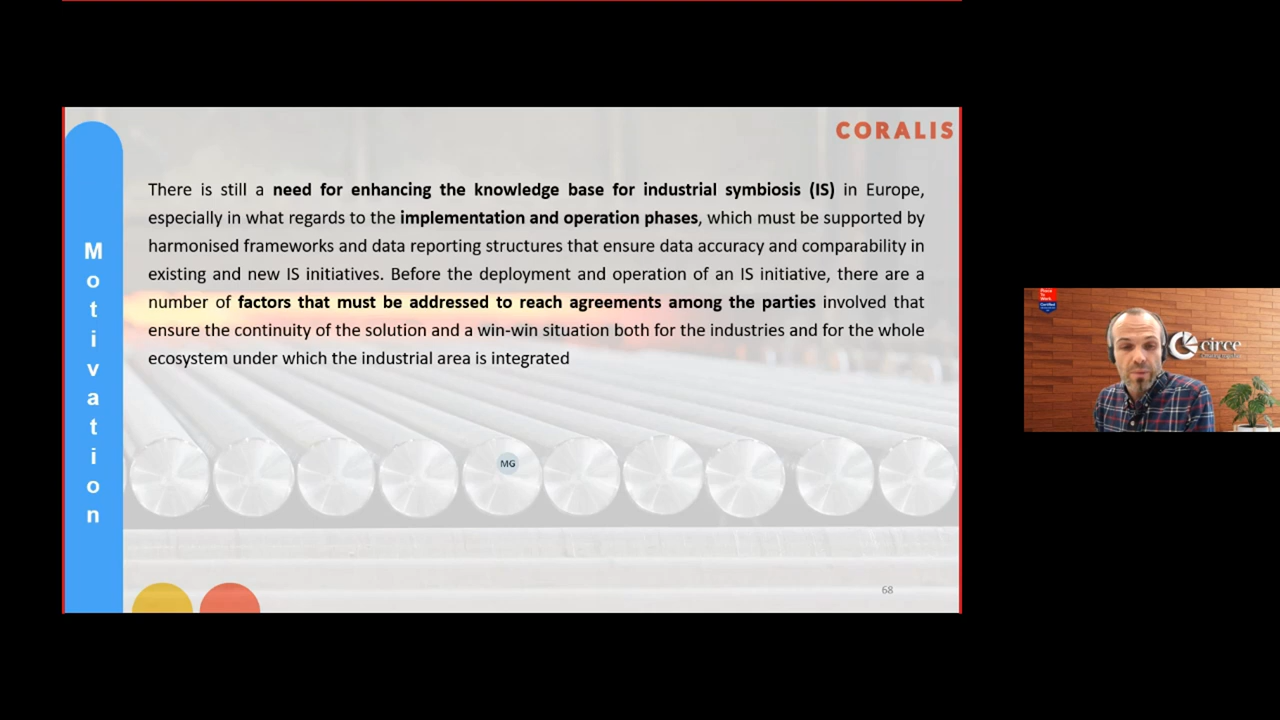 CORALIS
Motivation
There is still a need for enhancing the knowledge base for industrial symbiosis (IS) in Europe,
especially in what regards to the implementation and operation phases, which must be supported by
harmonised frameworks and data reporting structures that ensure data accuracy and comparability in
existing and new IS initiatives. Before the deployment and operation of an IS initiative, there are a
number of factors that must be addressed to reach agreements among the parties involved that
ensure the continuity of the solution and a win-win situation both for the industries and for the whole
ecosystem under which the industrial area is integrated
MG
68
circe